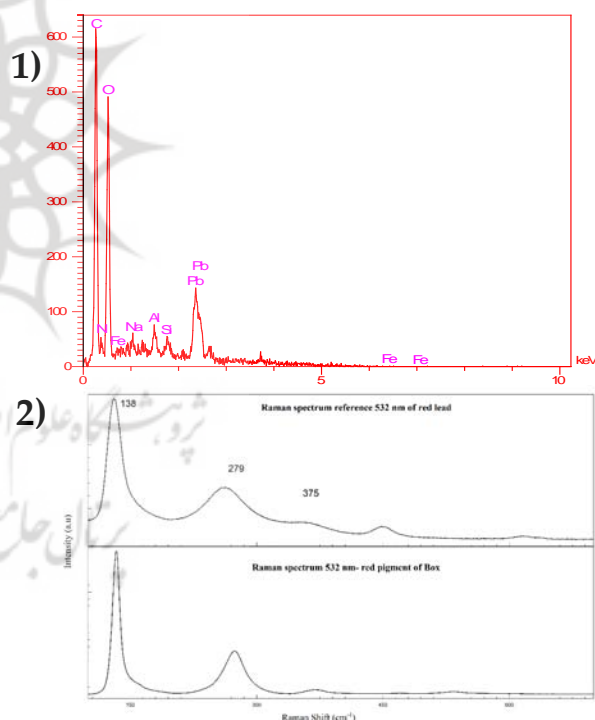 1)
600
500
400
300
200
100
0
C
O
N
Fe
Na
Al
Si
Pb
Pb
Fe
Fe
0
5
10
keV
2)
Raman spectrum reference 532 nm of red lead
138
279
375
Intensity (a.u)
Raman spectrum 532 nm- red pigment of Box
Raman Shift (cm⁻¹)